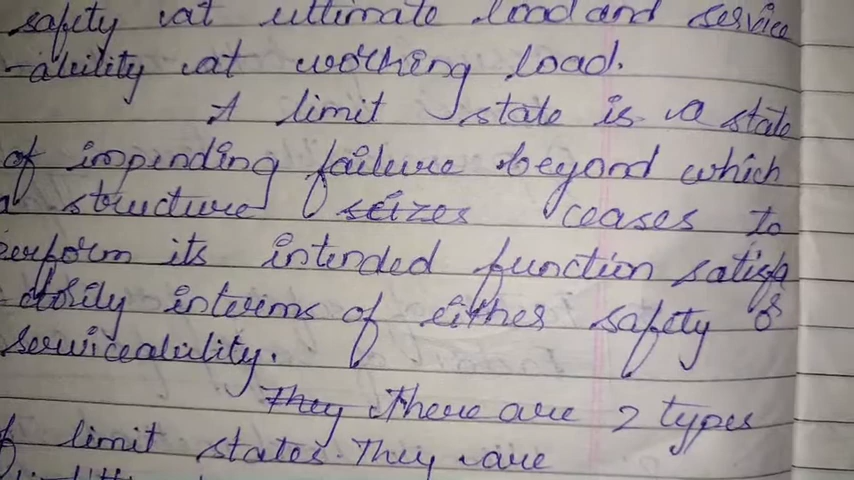 safety at ultimate load and service
-ability at working load.
A limit state is a state
of impending failure beyond which
a structure seizes ceases to
perform its intended function satisfa
-ctorily interms of either safety or
serviceability.
They There are 2 types
of limit states. They are